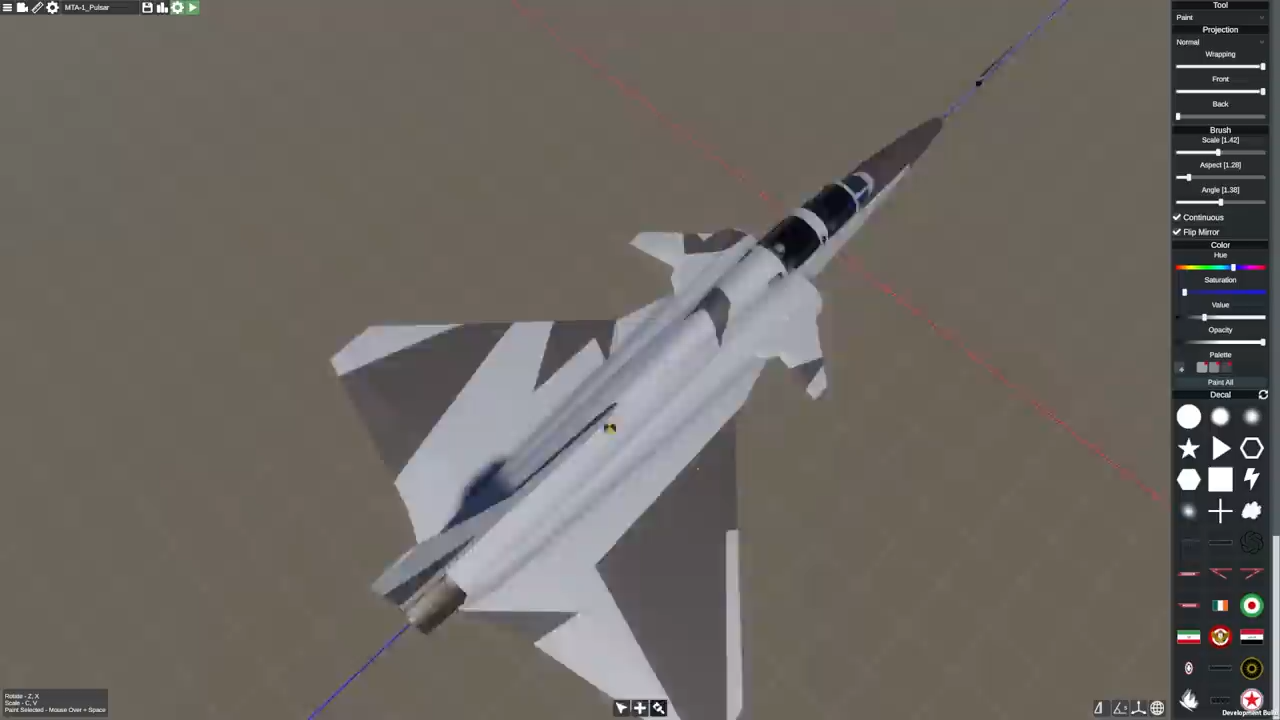 MTA-1_Pulsar
Tool
Paint
Projection
Normal
Wrapping
Front
Back
Brush
Scale [1.42]
Aspect [1.28]
Angle [1.38]
Continuous
Flip Mirror
Color
Hue
Saturation
Value
Opacity
Palette
Paint All
Decal
Rotate - Z, X
Scale - C, V
Paint Selected - Mouse Over + Space
Development Buil